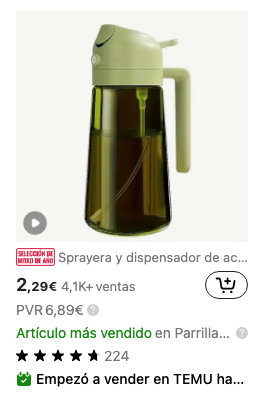 SELECCIÓN DE
MITAD DE AÑO Sprayera y dispensador de ac...
2,29€ 4,1K+ ventas
PVR 6,89€
Artículo más vendido en Parrilla...
224
Empezó a vender en TEMU ha...